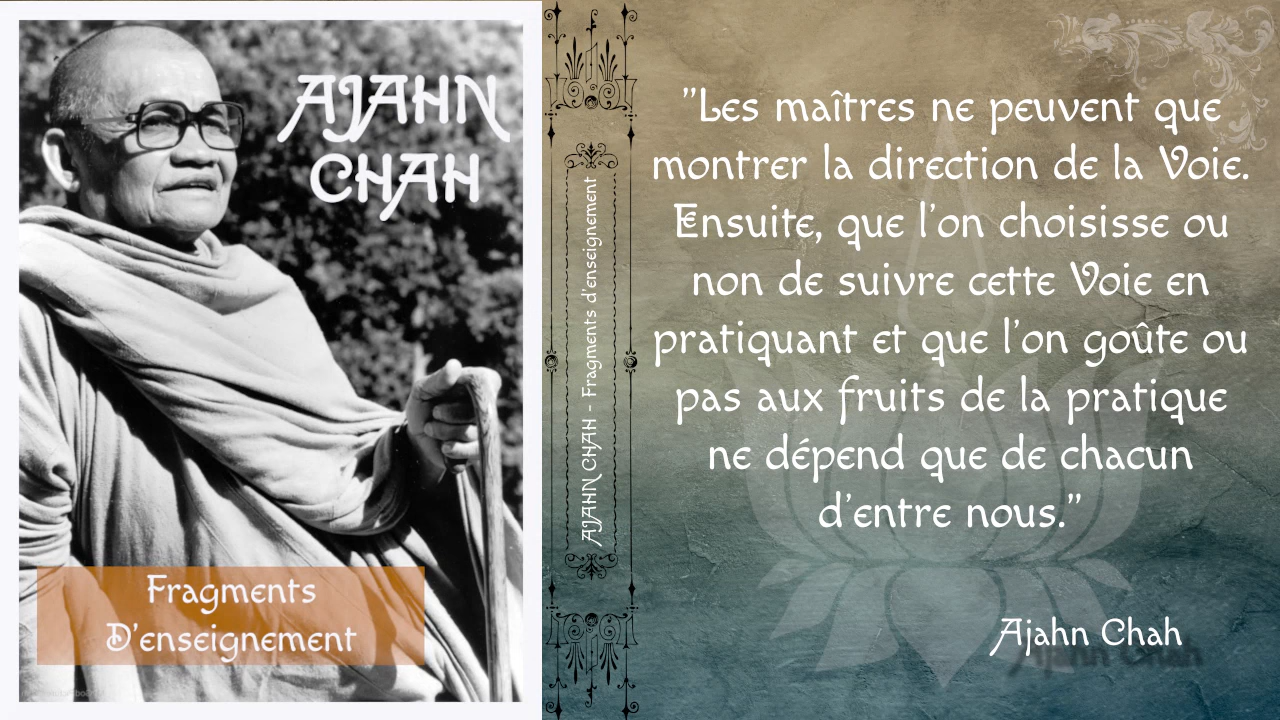 AJAHN
CHAH
Fragments
D'enseignement
AJAHN CHAH - Fragments d'enseignement
"Les maîtres ne peuvent que
montrer la direction de la Voie.
Ensuite, que l'on choisisse ou
non de suivre cette Voie en
pratiquant et que l'on goûte ou
pas aux fruits de la pratique
ne dépend que de chacun
d'entre nous."
Ajahn Chah